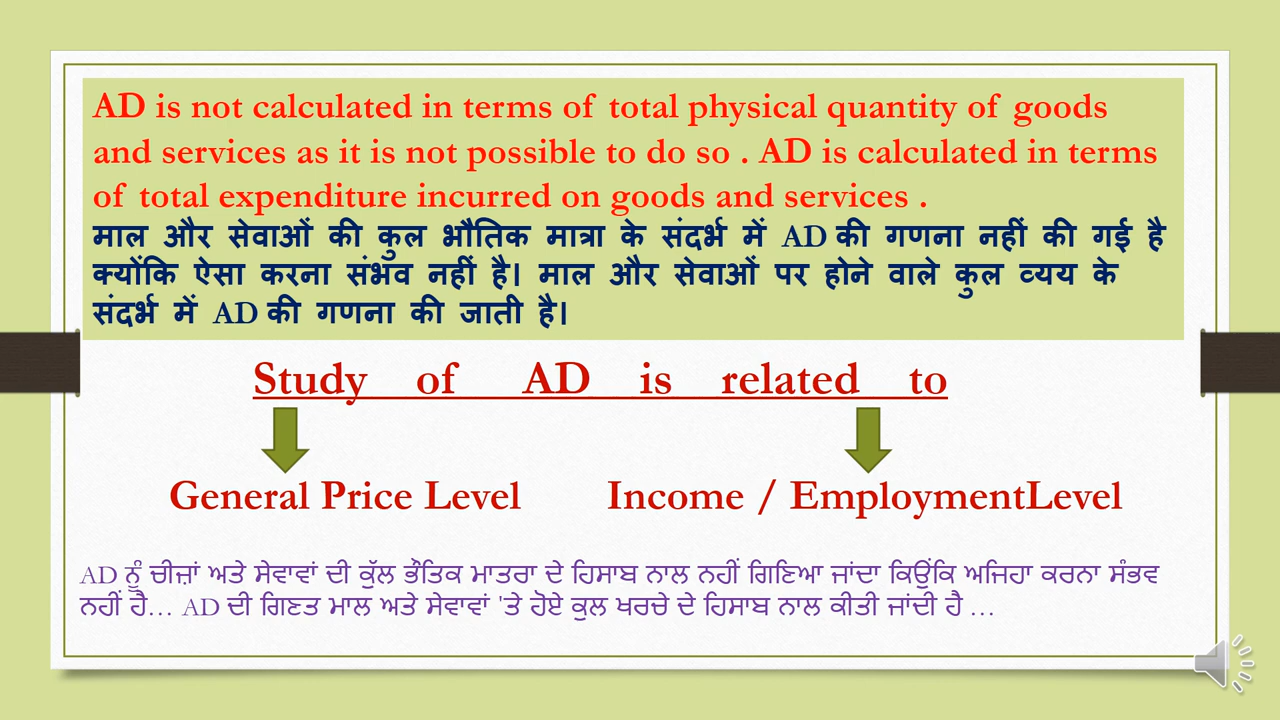 AD is not calculated in terms of total physical quantity of goods
and services as it is not possible to do so . AD is calculated in terms
of total expenditure incurred on goods and services .
माल और सेवाओं की कुल भौतिक मात्रा के संदर्भ में AD की गणना नहीं की गई है
क्योंकि ऐसा करना संभव नहीं है। माल और सेवाओं पर होने वाले कुल व्यय के
संदर्भ में AD की गणना की जाती है।
Study of AD is related to
General Price Level Income / EmploymentLevel
AD ਨੂੰ ਚੀਜ਼ਾਂ ਅਤੇ ਸੇਵਾਵਾਂ ਦੀ ਕੁੱਲ ਭੌਤਿਕ ਮਾਤਰਾ ਦੇ ਹਿਸਾਬ ਨਾਲ ਨਹੀਂ ਗਿਣਿਆ ਜਾਂਦਾ ਕਿਉਂਕਿ ਅਜਿਹਾ ਕਰਨਾ ਸੰਭਵ
ਨਹੀਂ ਹੈ… AD ਦੀ ਗਿਣਤ ਮਾਲ ਅਤੇ ਸੇਵਾਵਾਂ 'ਤੇ ਹੋਏ ਕੁਲ ਖਰਚੇ ਦੇ ਹਿਸਾਬ ਨਾਲ ਕੀਤੀ ਜਾਂਦੀ ਹੈ …